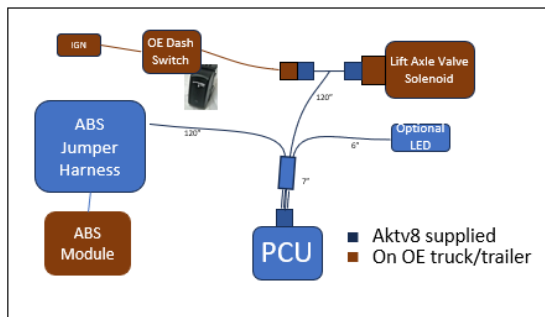 IGN
OE Dash
Switch
Lift Axle Valve
Solenoid
120"
ABS
Jumper
Harness
120"
Optional
LED
6"
7"
ABS
Module
PCU
Aktv8 supplied
On OE truck/trailer